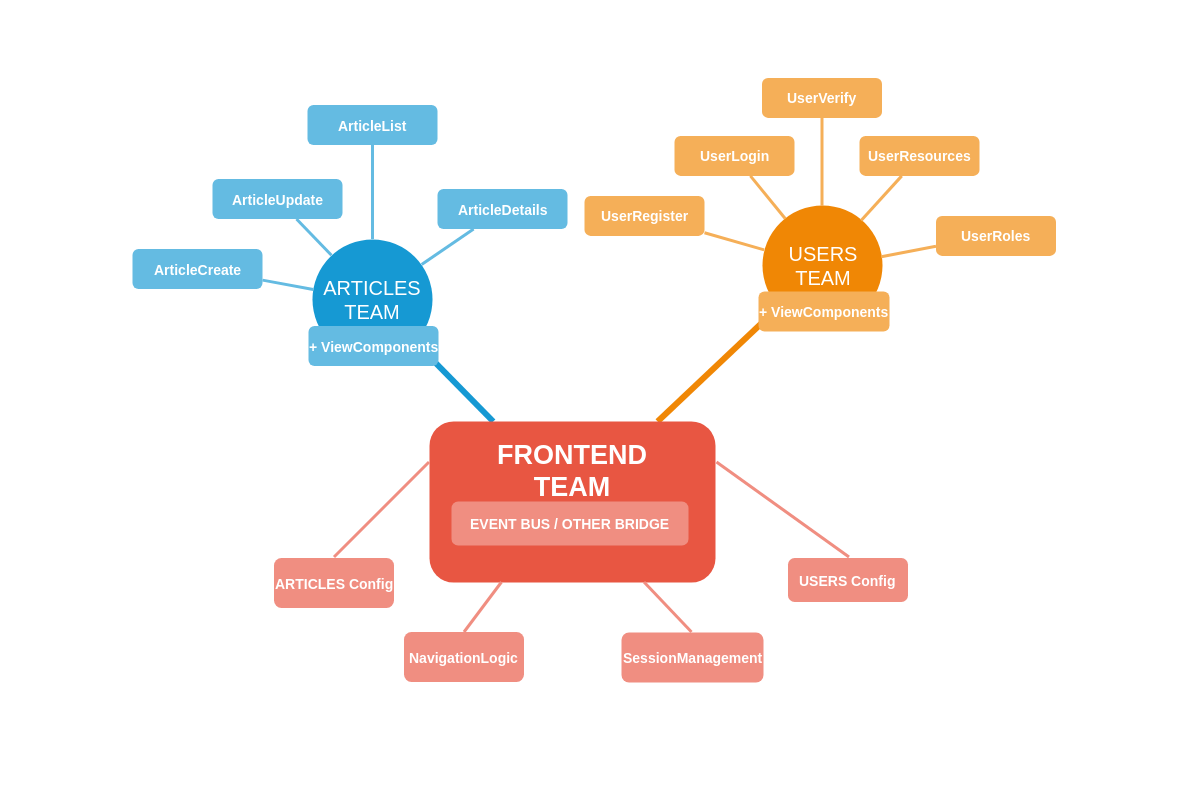 UserVerify
ArticleList
UserLogin
UserResources
ArticleUpdate
ArticleDetails
UserRegister
UserRoles
ArticleCreate
USERS
TEAM
+ ViewComponents
ARTICLES
TEAM
+ ViewComponents
FRONTEND
TEAM
EVENT BUS / OTHER BRIDGE
ARTICLES Config
USERS Config
NavigationLogic
SessionManagement